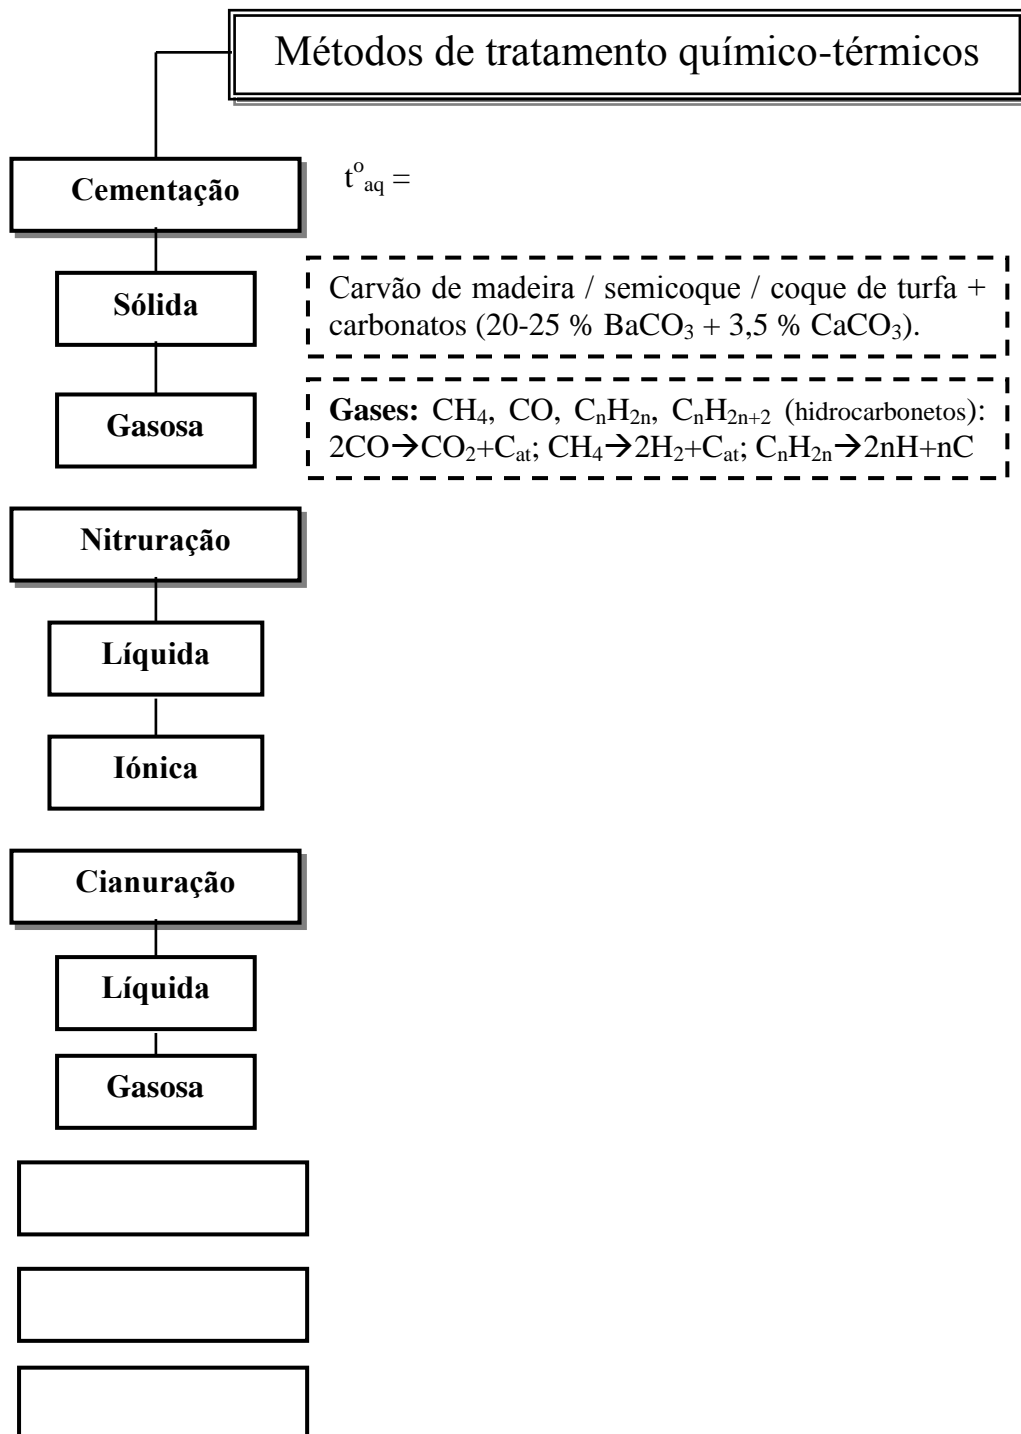 Métodos de tratamento químico-térmicos
Cementação
t°aq =
Sólida
Carvão de madeira / semicoque / coque de turfa +
carbonatos (20-25 % BaCO₃ + 3,5 % CaCO₃).
Gasosa
Gases: CH₄, CO, CₙH₂ₙ, CₙH₂ₙ₊₂ (hidrocarbonetos):
2CO→CO₂+Cat; CH₄→2H₂+Cat; CₙH₂ₙ→2nH+nC
Nitruração
Líquida
Iónica
Cianuração
Líquida
Gasosa